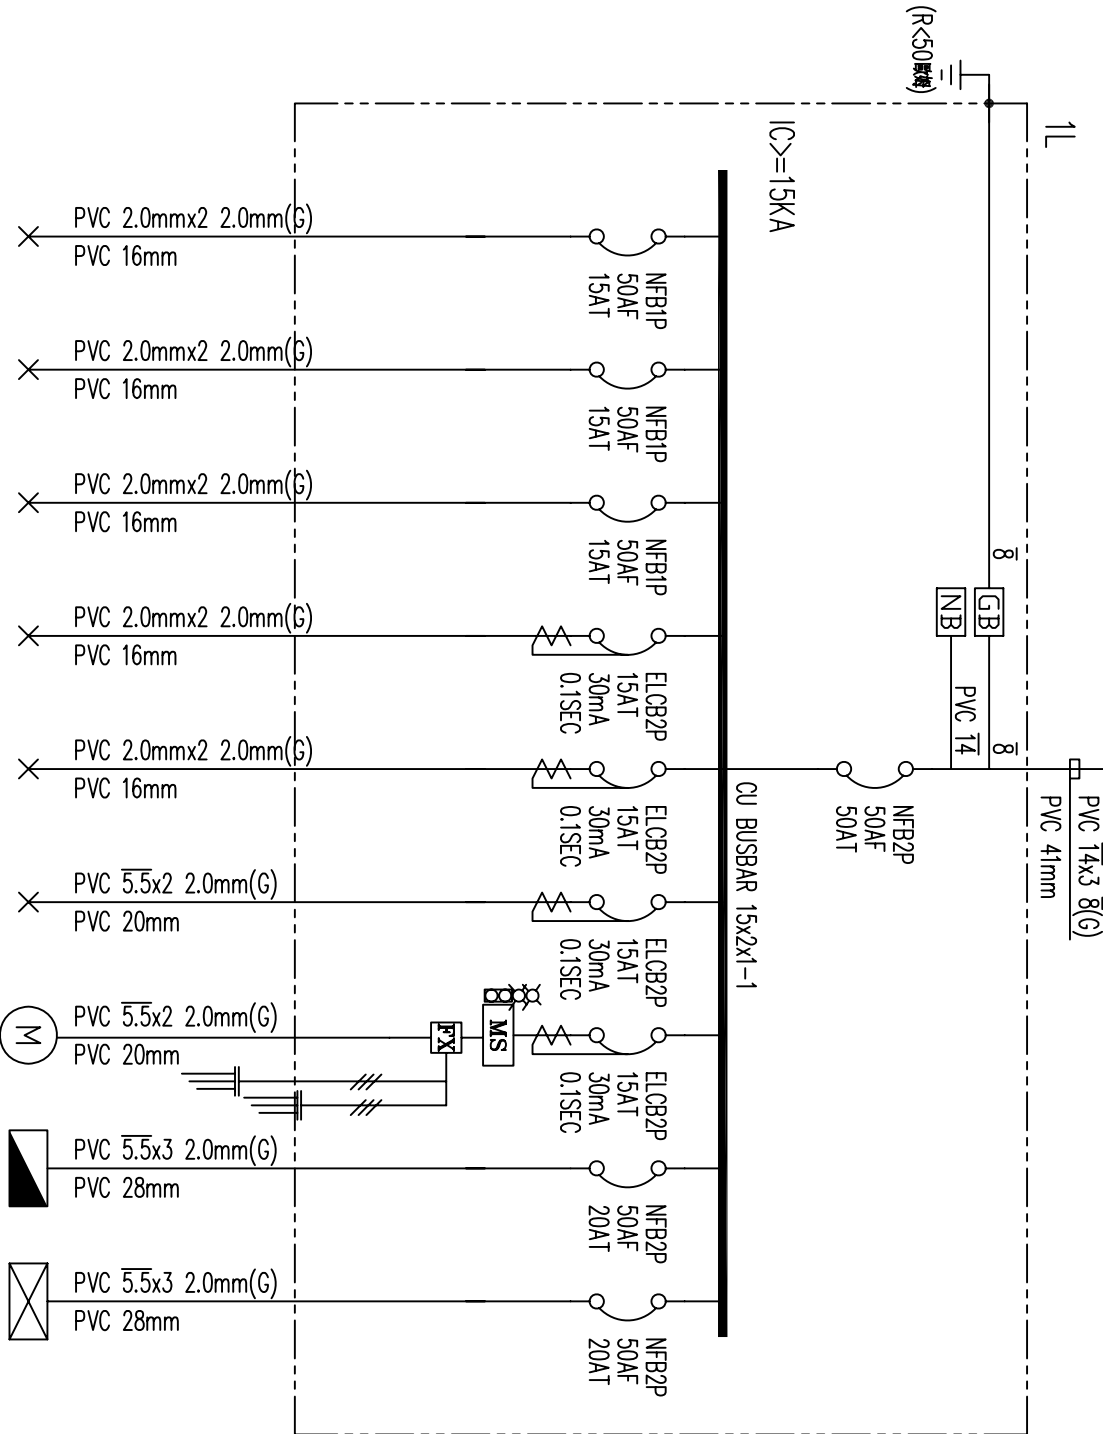 1L
(R<50歐姆)
IC>=15KA
8
GB
NB
8
PVC 14
PVC 14x3 8(G)
PVC 41mm
NFB2P
50AF
50AT
CU BUSBAR 15x2x1-1
PVC 2.0mmx2 2.0mm(G)
PVC 16mm
NFB1P
50AF
15AT
PVC 2.0mmx2 2.0mm(G)
PVC 16mm
NFB1P
50AF
15AT
PVC 2.0mmx2 2.0mm(G)
PVC 16mm
NFB1P
50AF
15AT
PVC 2.0mmx2 2.0mm(G)
PVC 16mm
ELCB2P
15AT
30mA
0.1SEC
PVC 2.0mmx2 2.0mm(G)
PVC 16mm
ELCB2P
15AT
30mA
0.1SEC
PVC 5.5x2 2.0mm(G)
PVC 20mm
ELCB2P
15AT
30mA
0.1SEC
M
PVC 5.5x2 2.0mm(G)
PVC 20mm
FX
MS
ELCB2P
15AT
30mA
0.1SEC
PVC 5.5x3 2.0mm(G)
PVC 28mm
NFB2P
50AF
20AT
PVC 5.5x3 2.0mm(G)
PVC 28mm
NFB2P
50AF
20AT